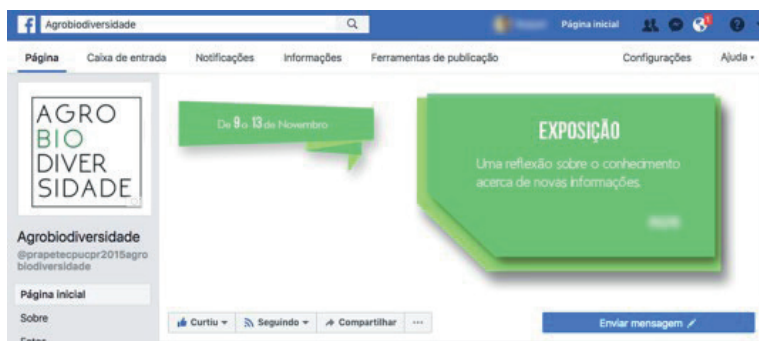 Agrobiodiversidade
Página inicial
Página Caixa de entrada Notificações Informações Ferramentas de publicação Configurações Ajuda
AGRO
BIO
DIVER
SIDADE
De 9 a 13 de Novembro
EXPOSIÇÃO
Uma reflexão sobre o conhecimento
acerca de novas informações.
Agrobiodiversidade
@prapetecpucpr2015agro
biodiversidade
Página inicial
Sobre
Fotos
Curtiu Seguindo Compartilhar ...
Enviar mensagem